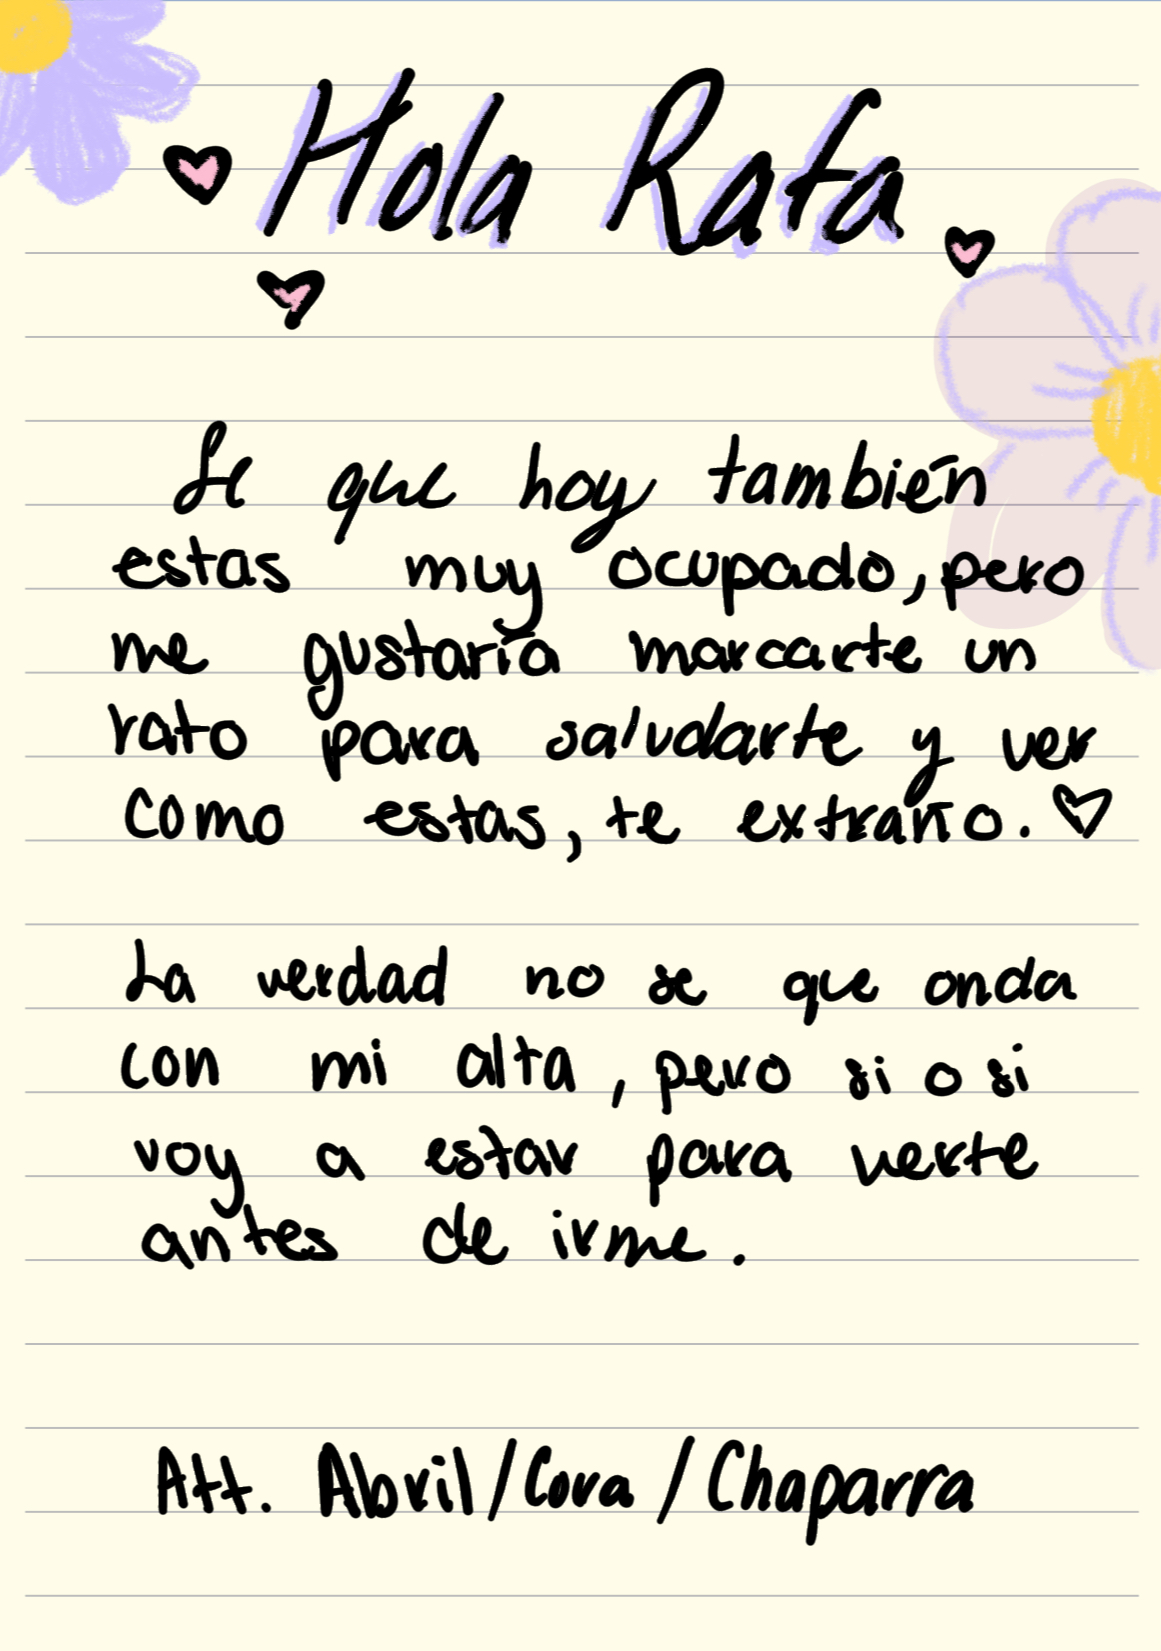 Hola Rafa
Se que hoy también
estas muy ocupado, pero
me gustaría marcarte un
rato para saludarte y ver
como estas, te extraño. ♡
La verdad no se que onda
con mi alta, pero si o si
voy a estar para verte
antes de irme.
Att. Abril/Cora/Chaparra